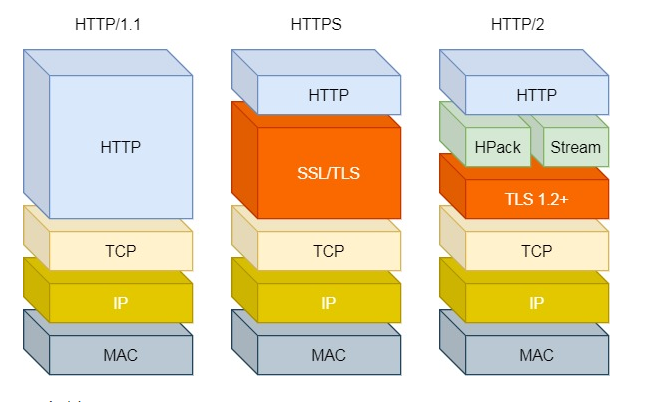 HTTP/1.1 HTTPS HTTP/2
HTTP HTTP
HTTP SSL/TLS HPack Stream
TLS 1.2+
TCP TCP TCP
IP IP IP
MAC MAC MAC